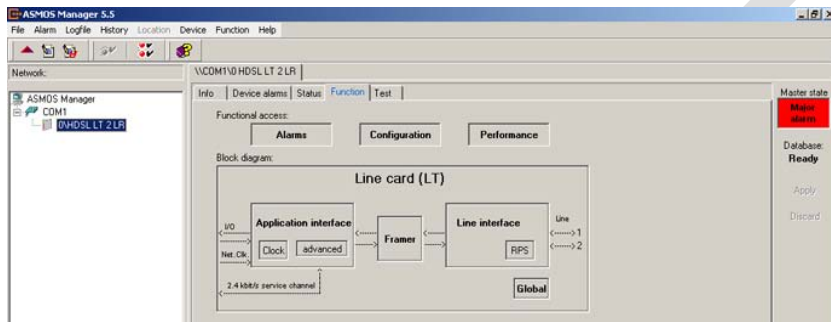 ASMOS Manager 5.5
File Alarm Logfile History Location Device Function Help
Network:
\\COM1\0 HDSL LT 2 LR
ASMOS Manager
COM1
0\HDSL LT 2 LR
Info Device alarms Status Function Test
Functional access:
Alarms Configuration Performance
Block diagram:
Line card (LT)
I/O
Application interface
Net. Clk.
Clock advanced
Framer
Line interface
RPS
Line
1
2
2.4 kbit/s service channel
Global
Master state
Major
alarm
Database:
Ready
Apply
Discard